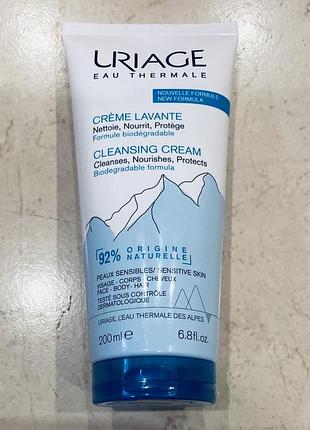 URIAGE
EAU THERMALE
NOUVELLE FORMULE
NEW FORMULA
CRÈME LAVANTE
Nettoie, Nourrit, Protège
Formule biodégradable
CLEANSING CREAM
Cleanses, Nourishes, Protects
Biodegradable formula
92% ORIGINE
NATURELLE
PEAUX SENSIBLES/SENSITIVE SKIN
VISAGE - CORPS - CHEVEUX
FACE - BODY - HAIR
TESTÉ SOUS CONTRÔLE
DERMATOLOGIQUE
URIAGE, L'EAU THERMALE DES ALPES
200ml e 6.8fl.oz.